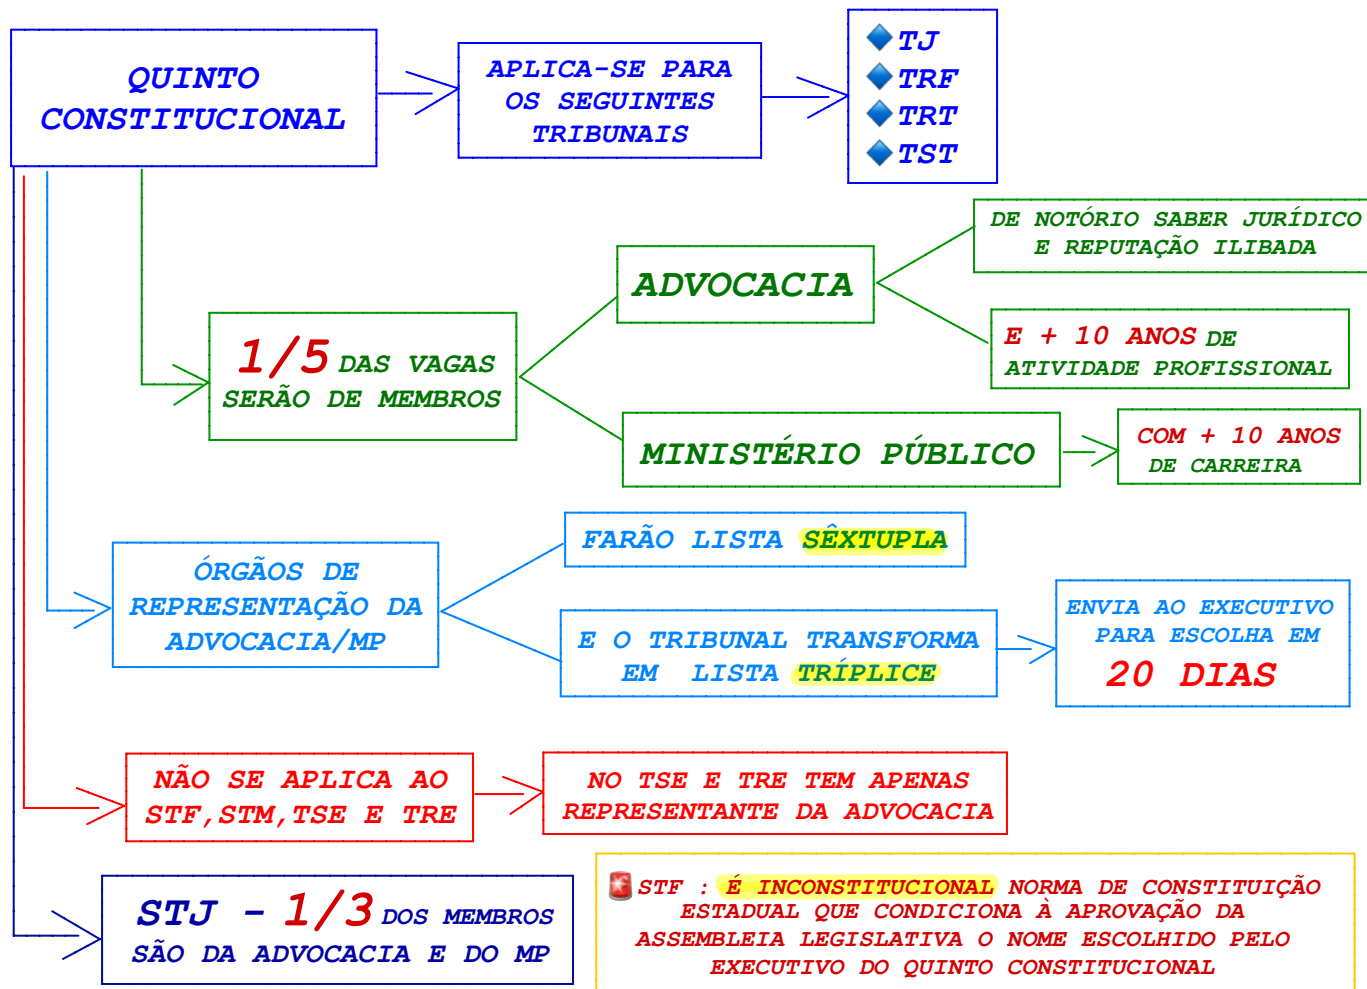 QUINTO
CONSTITUCIONAL
APLICA-SE PARA
OS SEGUINTES
TRIBUNAIS
TJ
TRF
TRT
TST
1/5 DAS VAGAS
SERÃO DE MEMBROS
ADVOCACIA
DE NOTÓRIO SABER JURÍDICO
E REPUTAÇÃO ILIBADA
E + 10 ANOS DE
ATIVIDADE PROFISSIONAL
MINISTÉRIO PÚBLICO
COM + 10 ANOS
DE CARREIRA
ÓRGÃOS DE
REPRESENTAÇÃO DA
ADVOCACIA/MP
FARÃO LISTA SÊXTUPLA
E O TRIBUNAL TRANSFORMA
EM LISTA TRÍPLICE
ENVIA AO EXECUTIVO
PARA ESCOLHA EM
20 DIAS
NÃO SE APLICA AO
STF,STM,TSE E TRE
NO TSE E TRE TEM APENAS
REPRESENTANTE DA ADVOCACIA
STJ - 1/3 DOS MEMBROS
SÃO DA ADVOCACIA E DO MP
STF : É INCONSTITUCIONAL NORMA DE CONSTITUIÇÃO
ESTADUAL QUE CONDICIONA À APROVAÇÃO DA
ASSEMBLEIA LEGISLATIVA O NOME ESCOLHIDO PELO
EXECUTIVO DO QUINTO CONSTITUCIONAL